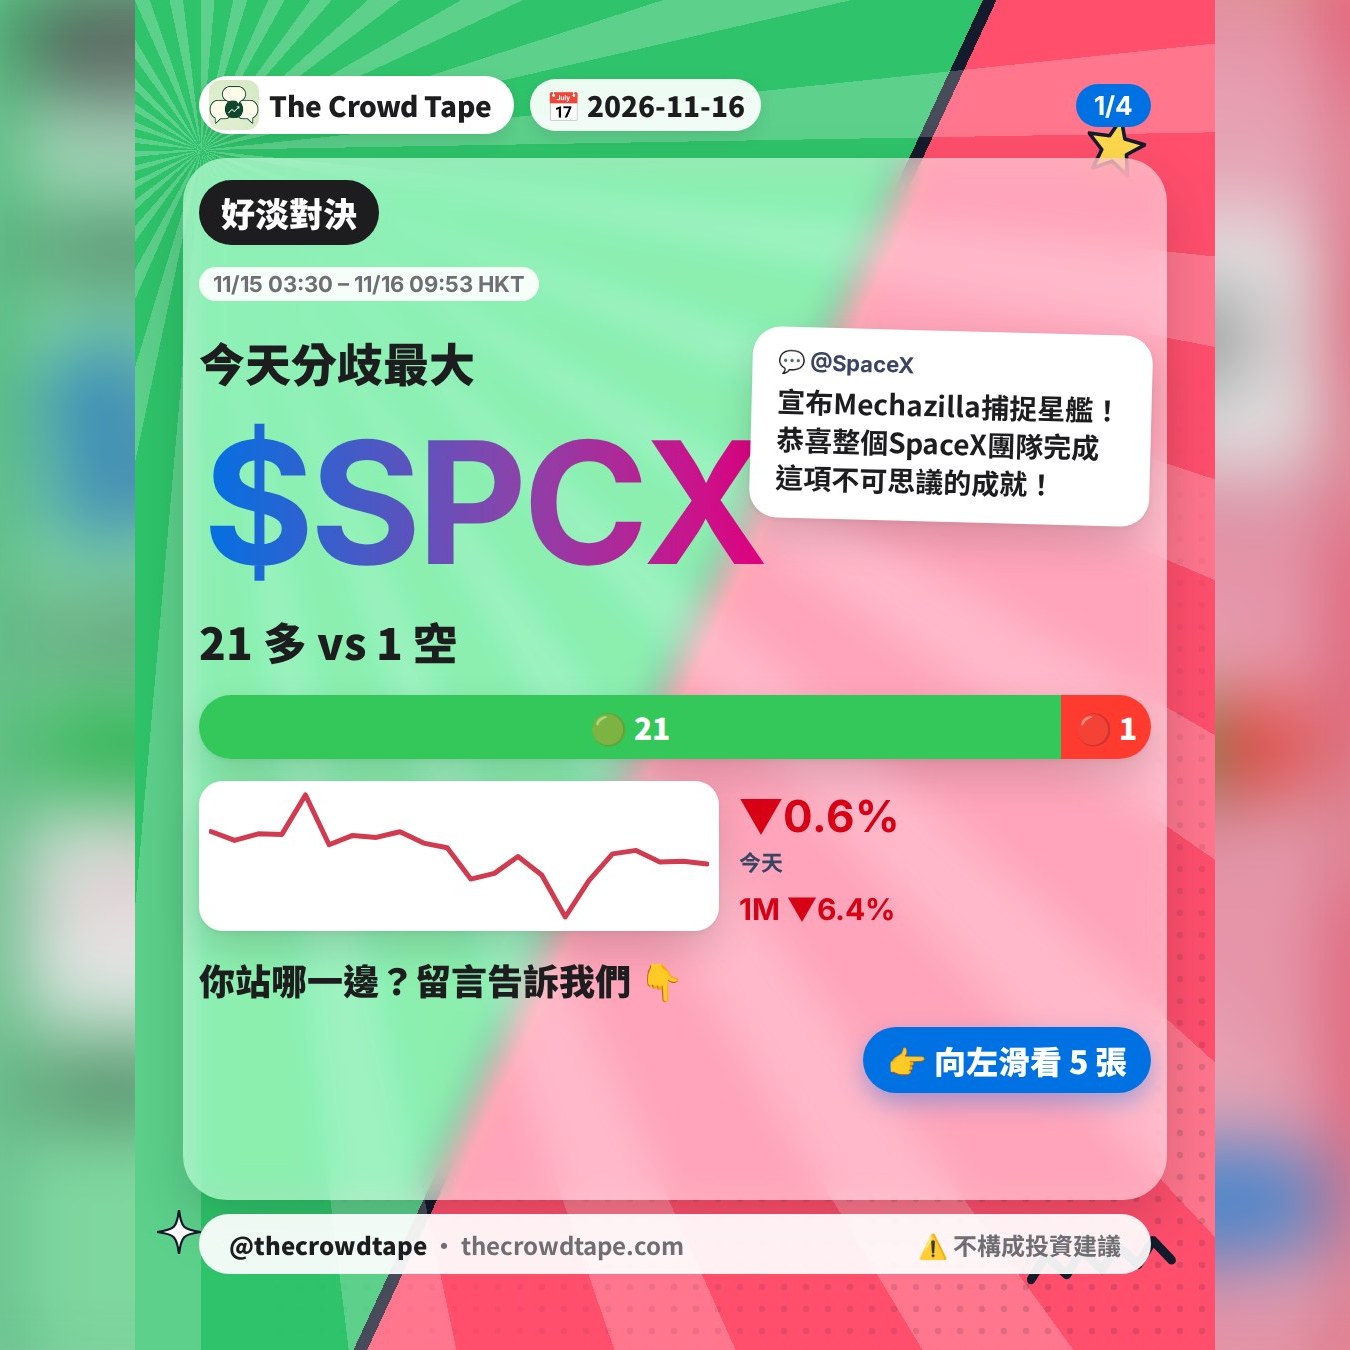 The Crowd Tape
📅 2026-11-16
1/4
好淡對決
11/15 03:30 – 11/16 09:53 HKT
今天分歧最大
$SPCX
💬 @SpaceX
宣布Mechazilla捕捉星艦！
恭喜整個SpaceX團隊完成
這項不可思議的成就！
21 多 vs 1 空
🟢 21
🔴 1
▼0.6%
今天
1M ▼6.4%
你站哪一邊？留言告訴我們 👇
👉 向左滑看 5 張
@thecrowdtape · thecrowdtape.com
⚠️ 不構成投資建議